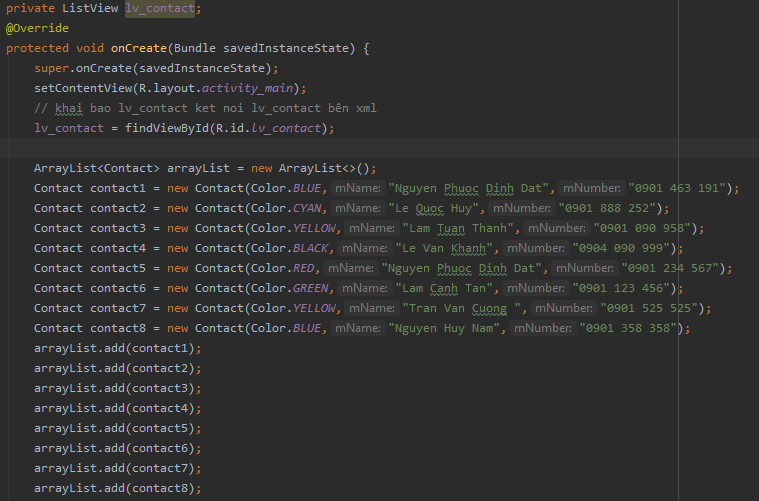 private ListView lv_contact;
@Override
protected void onCreate(Bundle savedInstanceState) {
super.onCreate(savedInstanceState);
setContentView(R.layout.activity_main);
// khai bao lv_contact ket noi lv_contact bên xml
lv_contact = findViewById(R.id.lv_contact);
ArrayList<Contact> arrayList = new ArrayList<>();
Contact contact1 = new Contact(Color.BLUE, mName: "Nguyen Phuoc Dinh Dat", mNumber: "0901 463 191");
Contact contact2 = new Contact(Color.CYAN, mName: "Le Quoc Huy", mNumber: "0901 888 252");
Contact contact3 = new Contact(Color.YELLOW, mName: "Lam Tuan Thanh", mNumber: "0901 090 958");
Contact contact4 = new Contact(Color.BLACK, mName: "Le Van Khanh", mNumber: "0904 090 999");
Contact contact5 = new Contact(Color.RED, mName: "Nguyen Phuoc Dinh Dat", mNumber: "0901 234 567");
Contact contact6 = new Contact(Color.GREEN, mName: "Lam Canh Tan", mNumber: "0901 123 456");
Contact contact7 = new Contact(Color.YELLOW, mName: "Tran Van Cuong ", mNumber: "0901 525 525");
Contact contact8 = new Contact(Color.BLUE, mName: "Nguyen Huy Nam", mNumber: "0901 358 358");
arrayList.add(contact1);
arrayList.add(contact2);
arrayList.add(contact3);
arrayList.add(contact4);
arrayList.add(contact5);
arrayList.add(contact6);
arrayList.add(contact7);
arrayList.add(contact8);